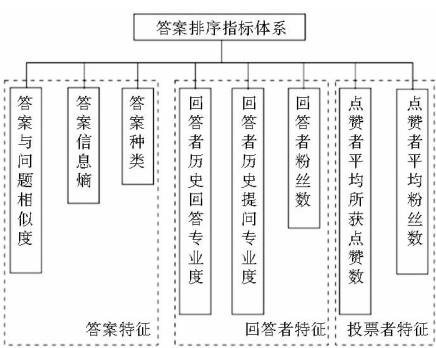 答案排序指标体系
答案与问题相似度
答案信息熵
答案种类
回答者历史回答专业度
回答者历史提问专业度
回答者粉丝数
点赞者平均所获点赞数
点赞者平均粉丝数
答案特征
回答者特征
投票者特征